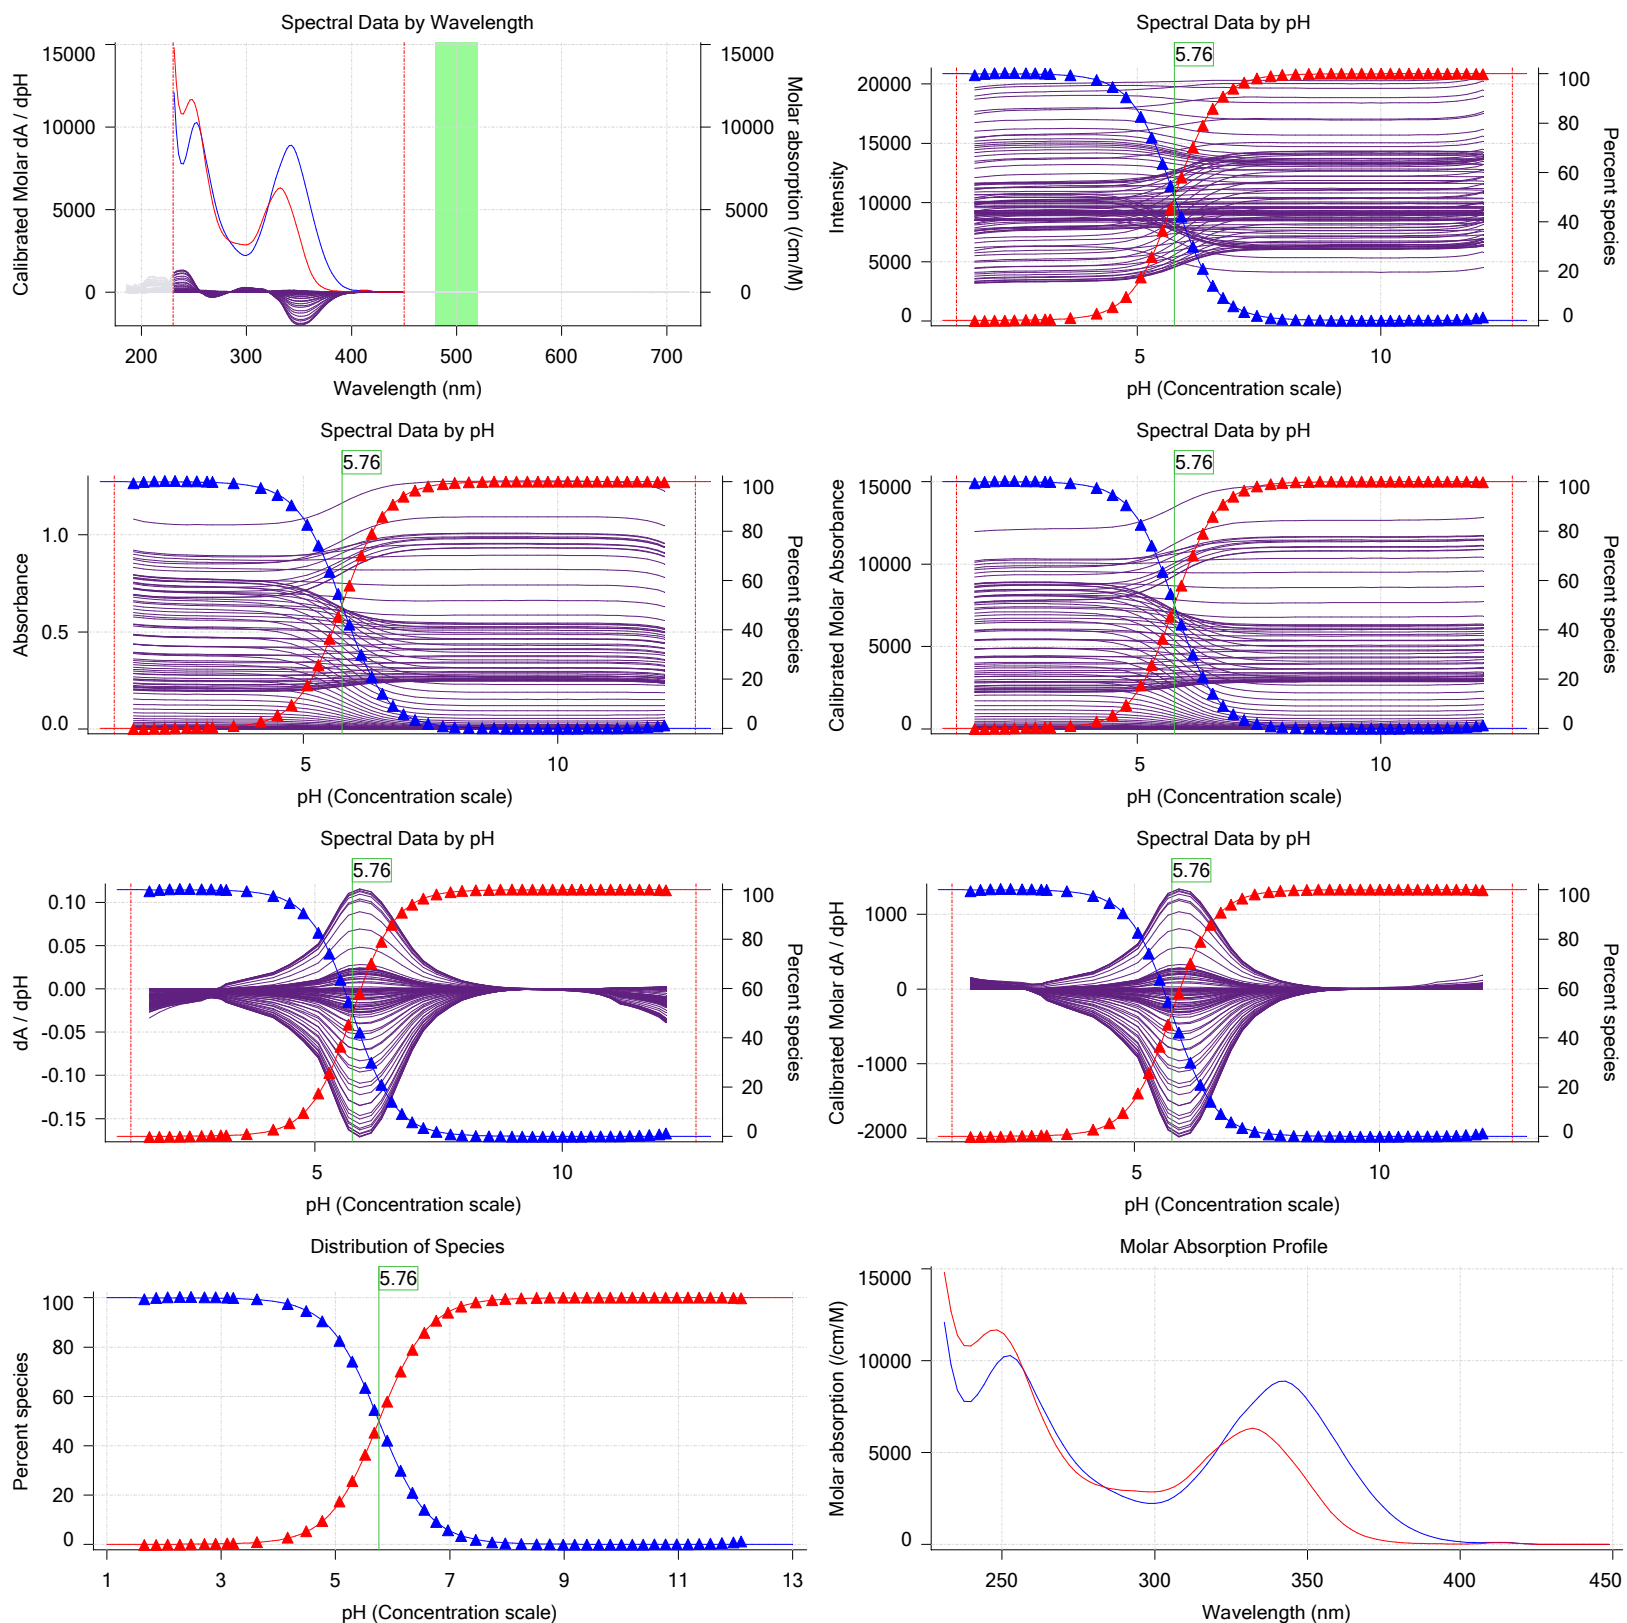 Spectral Data by Wavelength
15000
10000
5000
0
Calibrated Molar dA / dpH
15000
10000
5000
0
Molar absorption (/cm/M)
200 300 400 500 600 700
Wavelength (nm)
Spectral Data by pH
5.76
20000
15000
10000
5000
0
Intensity
100
80
60
40
20
0
Percent species
5 10
pH (Concentration scale)
Spectral Data by pH
5.76
1.0
0.5
0.0
Absorbance
100
80
60
40
20
0
Percent species
5 10
pH (Concentration scale)
Spectral Data by pH
5.76
15000
10000
5000
0
Calibrated Molar Absorbance
100
80
60
40
20
0
Percent species
5 10
pH (Concentration scale)
Spectral Data by pH
5.76
0.10
0.05
0.00
-0.05
-0.10
-0.15
dA / dpH
100
80
60
40
20
0
Percent species
5 10
pH (Concentration scale)
Spectral Data by pH
5.76
1000
0
-1000
-2000
Calibrated Molar dA / dpH
100
80
60
40
20
0
Percent species
5 10
pH (Concentration scale)
Distribution of Species
5.76
100
80
60
40
20
0
Percent species
1 3 5 7 9 11 13
pH (Concentration scale)
Molar Absorption Profile
15000
10000
5000
0
Molar absorption (/cm/M)
250 300 350 400 450
Wavelength (nm)